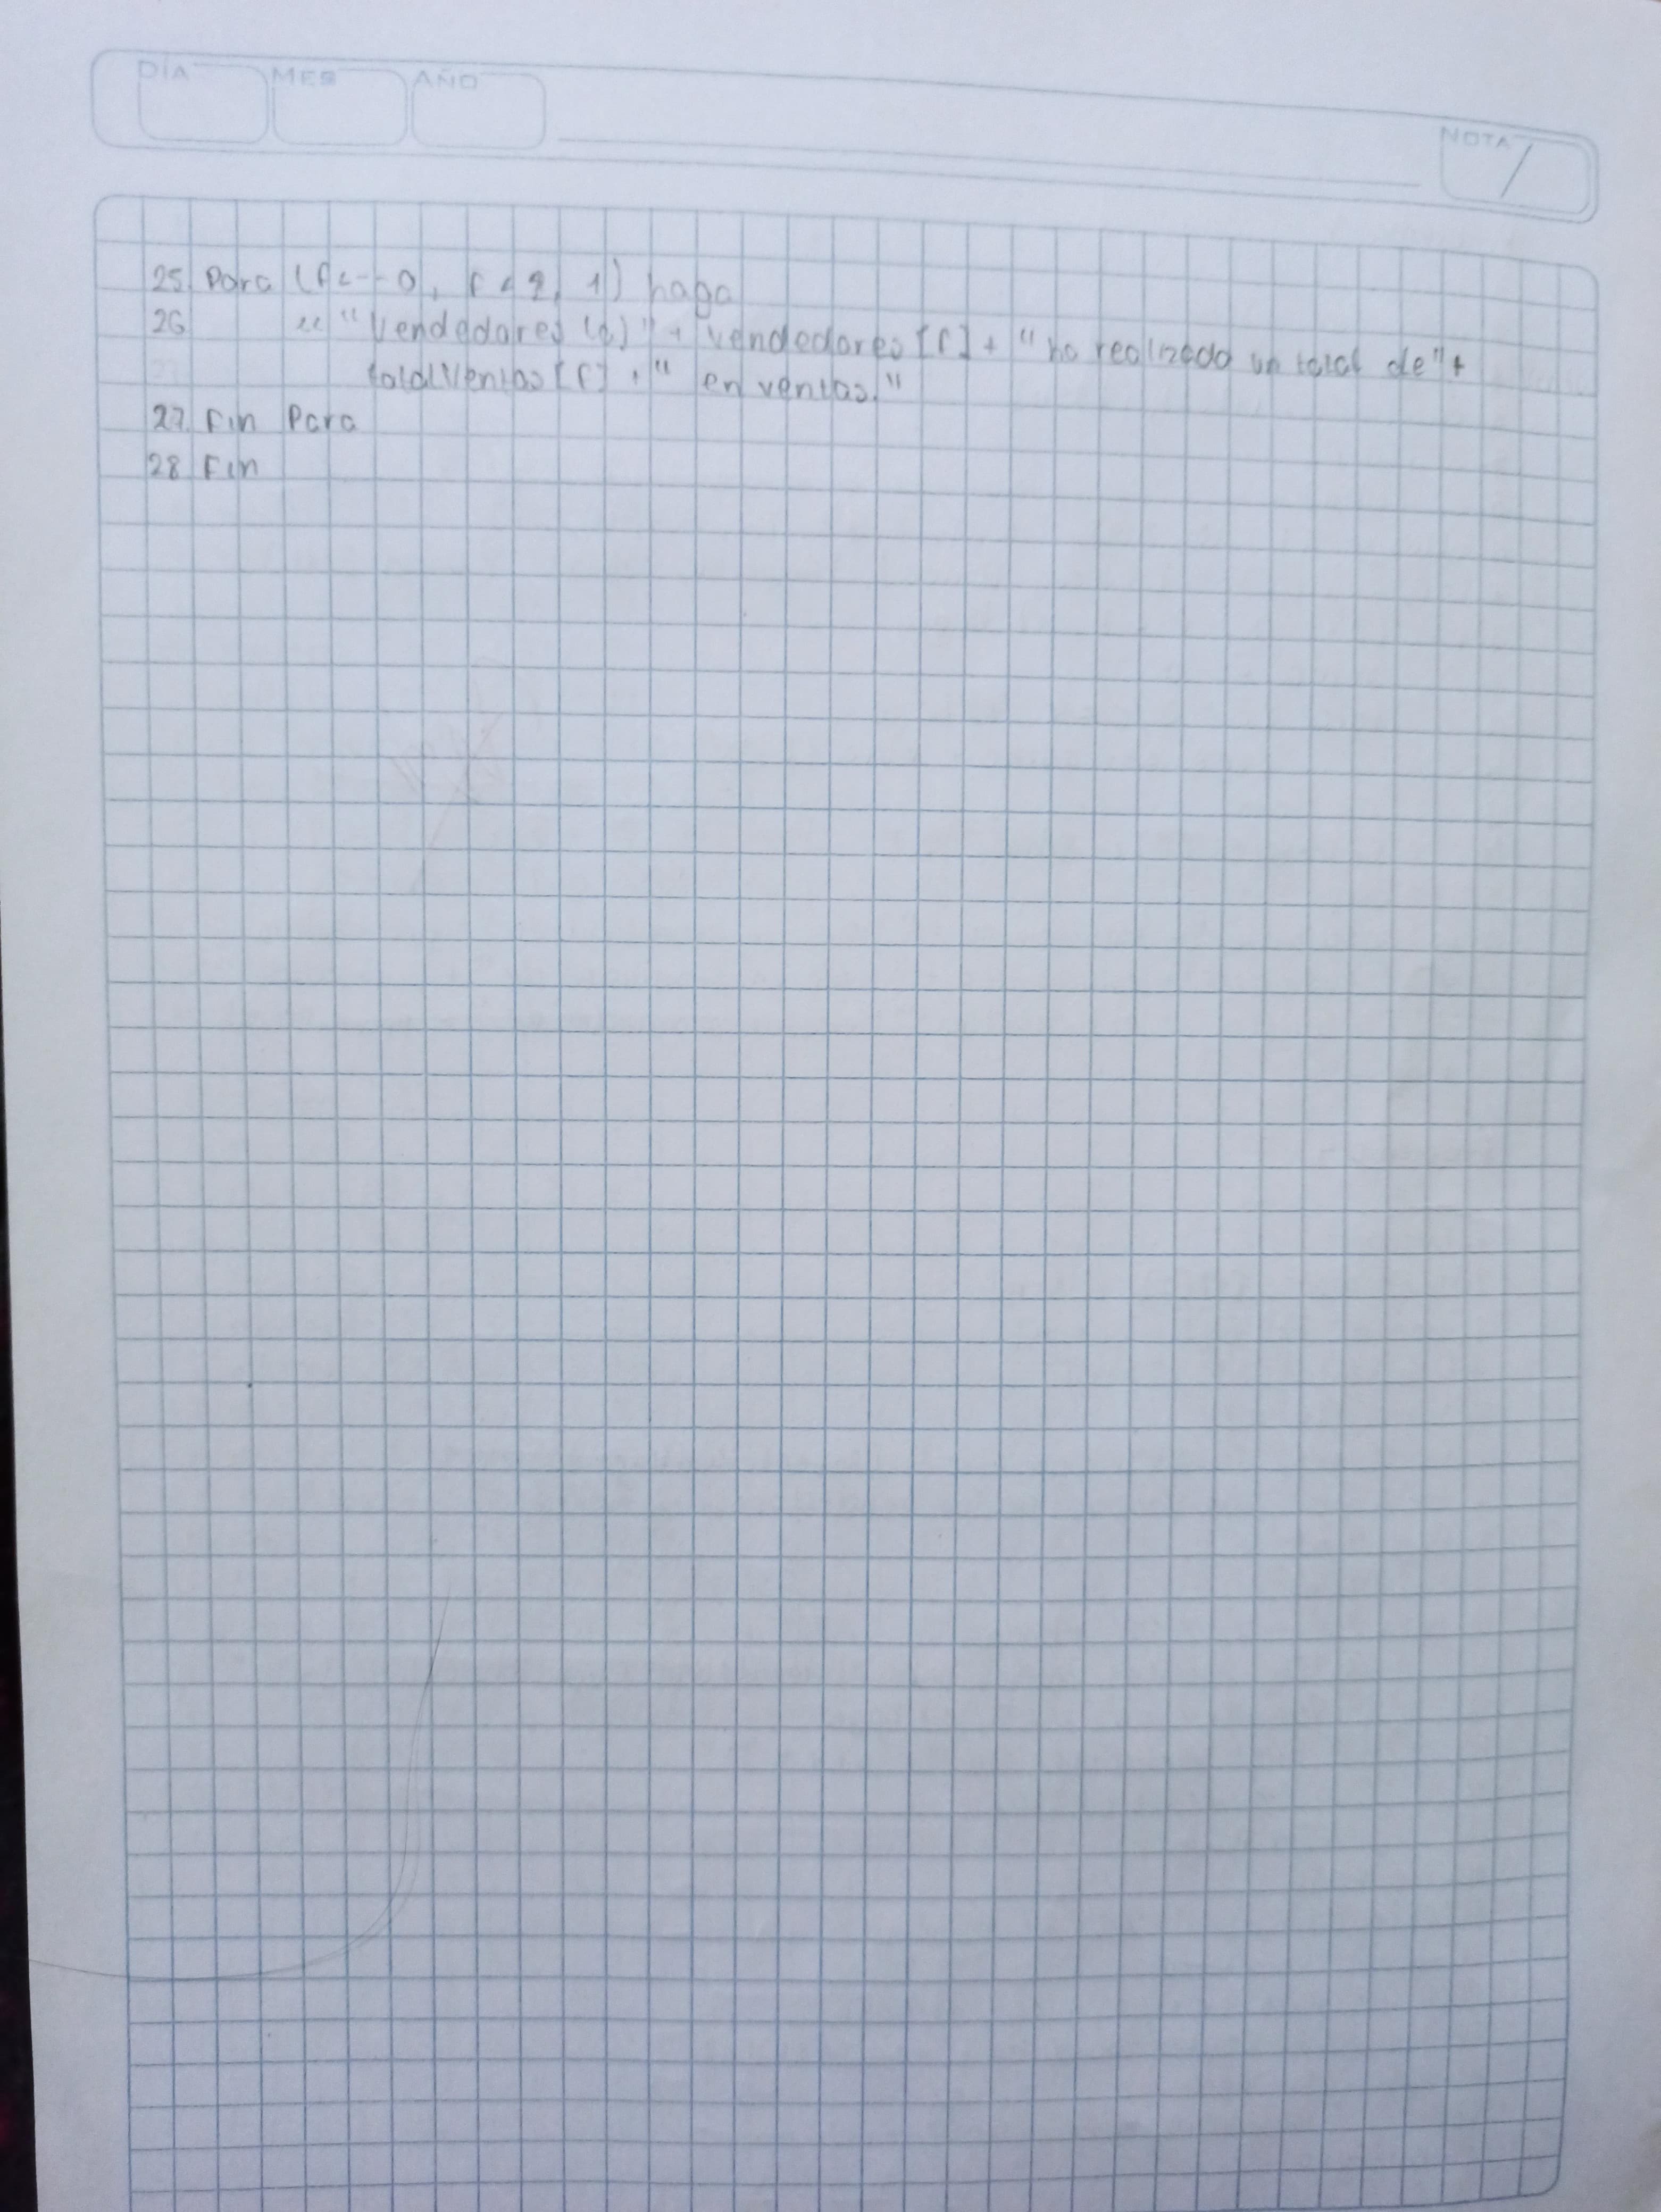 DÍA MES AÑO
NOTA
25 Para (f<--0, f<9, 1) haga
26 << "Vendedores (a)" + vendedores [f] + "ha realizado un total de" +
totalVentas [f] + " en ventas."
27 Fin Para
28 Fin